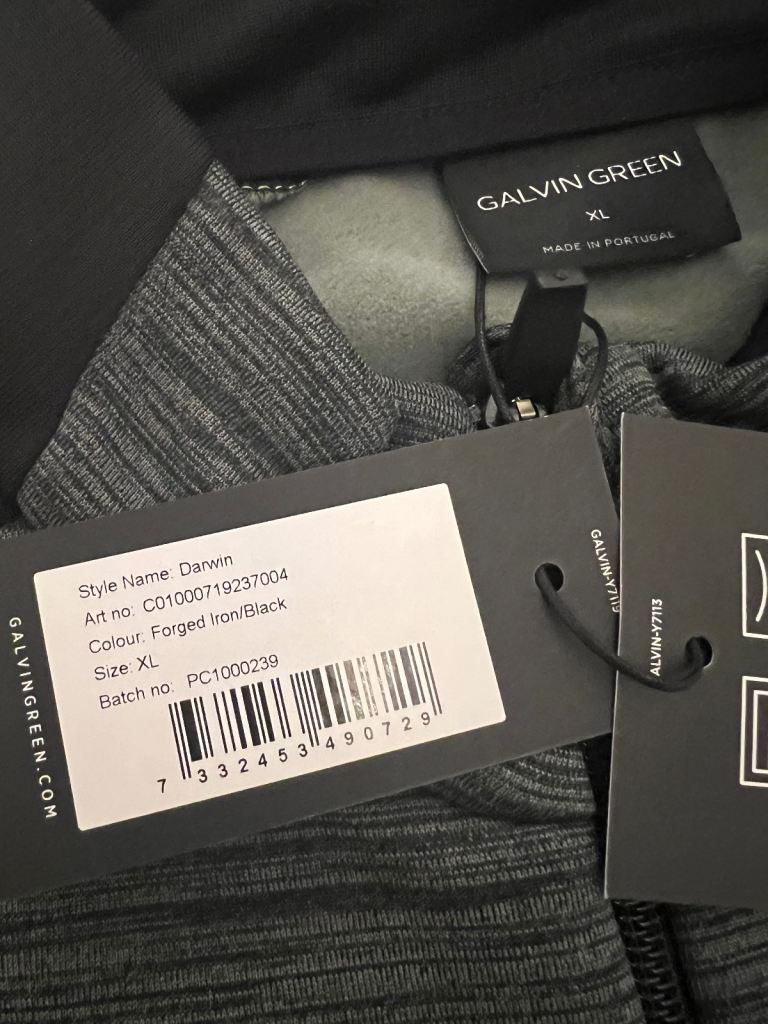 GALVIN GREEN
XL
MADE IN PORTUGAL
Style Name: Darwin
Art no: C01000719237004
Colour: Forged Iron/Black
Size: XL
Batch no: PC1000239
7 332453 490729
GALVINGREEN.COM
GALVIN-Y7113
ALVIN-Y7113